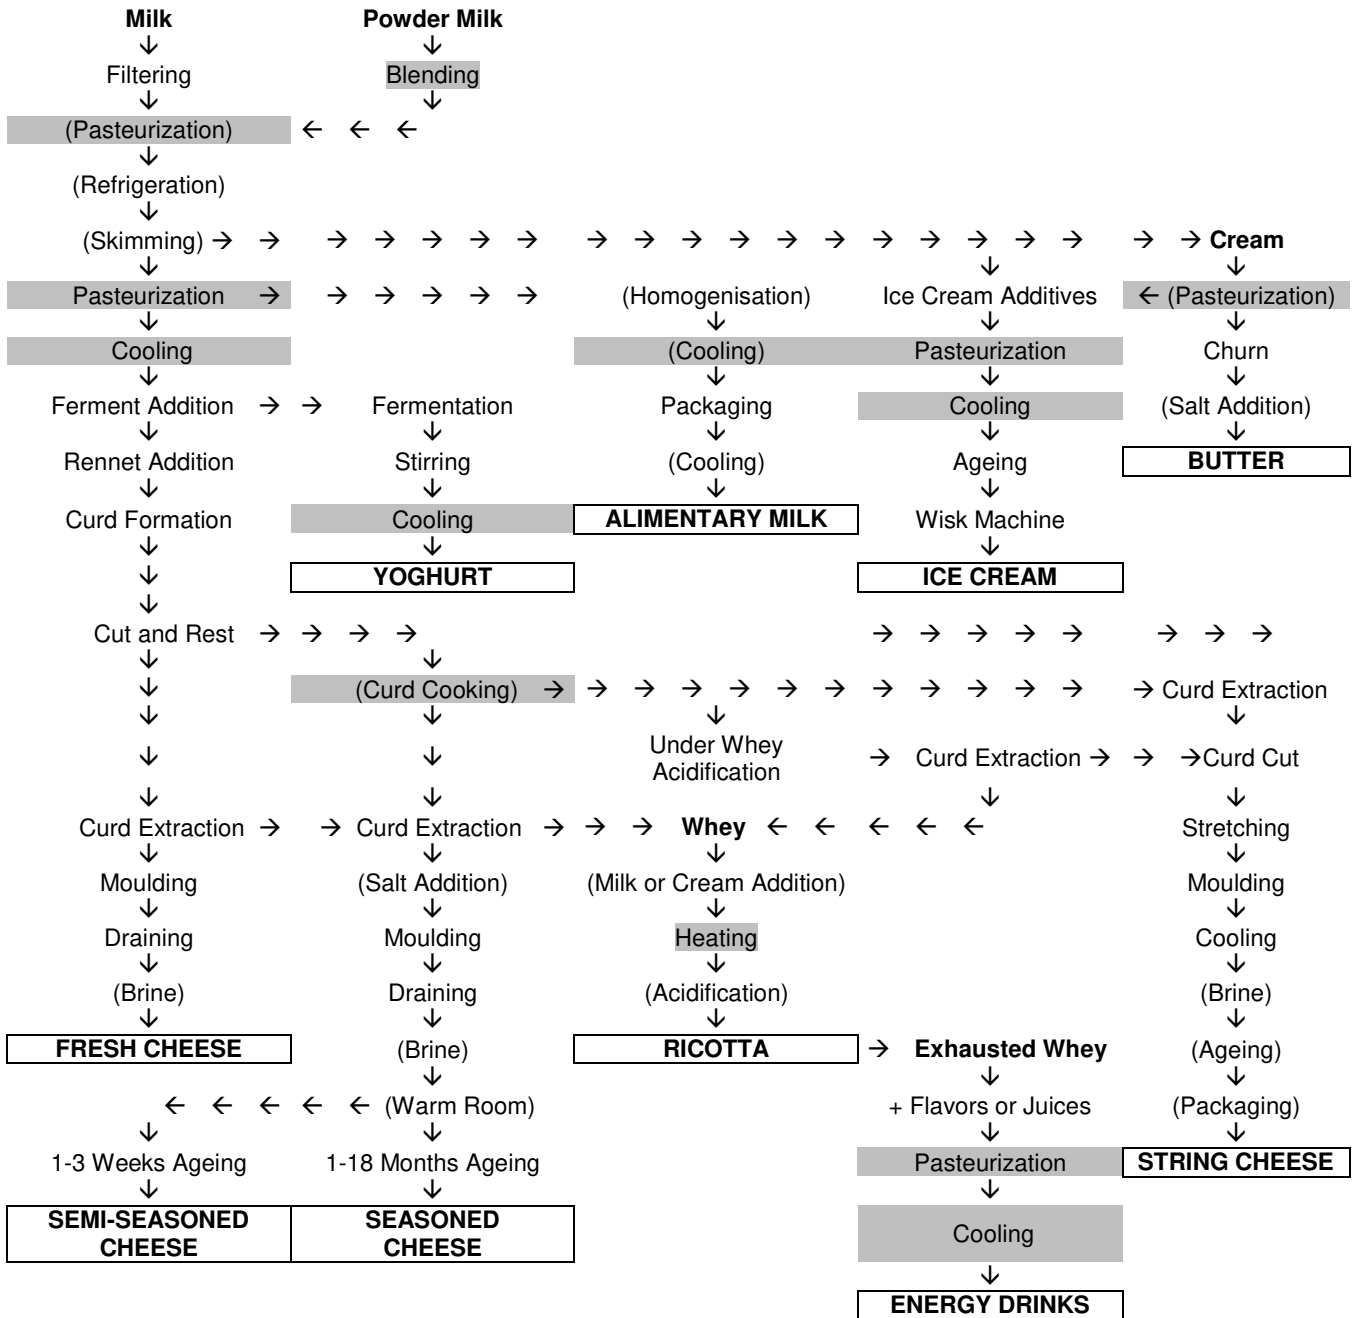 Milk Powder Milk
↓ ↓
Filtering Blending
↓ ↓
(Pasteurization) ← ← ←
↓
(Refrigeration)
↓
(Skimming) → → → → → → → → → → → → → → → → → → → → → Cream
↓ ↓ ↓
Pasteurization → → → → → → (Homogenisation) Ice Cream Additives ← (Pasteurization)
↓ ↓ ↓ ↓
Cooling (Cooling) Pasteurization Churn
↓ ↓ ↓ ↓
Ferment Addition → → Fermentation Packaging Cooling (Salt Addition)
↓ ↓ ↓ ↓ ↓
Rennet Addition Stirring (Cooling) Ageing BUTTER
↓ ↓ ↓ ↓
Curd Formation Cooling ALIMENTARY MILK Wisk Machine
↓ ↓ ↓
↓ YOGHURT ICE CREAM
↓
Cut and Rest → → → → → → → → → → → →
↓ ↓
↓ (Curd Cooking) → → → → → → → → → → → → → Curd Extraction
↓ ↓ ↓ ↓
↓ ↓ Under Whey Acidification → Curd Extraction → → → Curd Cut
↓ ↓ ↓ ↓
Curd Extraction → → Curd Extraction → → → Whey ← ← ← ← ← Stretching
↓ ↓ ↓ ↓
Moulding (Salt Addition) (Milk or Cream Addition) Moulding
↓ ↓ ↓ ↓
Draining Moulding Heating Cooling
↓ ↓ ↓ ↓
(Brine) Draining (Acidification) (Brine)
↓ ↓ ↓ ↓
FRESH CHEESE (Brine) RICOTTA → Exhausted Whey (Ageing)
↓ ↓ ↓
← ← ← ← ← (Warm Room) + Flavors or Juices (Packaging)
↓ ↓ ↓ ↓
1-3 Weeks Ageing 1-18 Months Ageing Pasteurization STRING CHEESE
↓ ↓ ↓
SEMI-SEASONED CHEESE SEASONED CHEESE Cooling
↓
ENERGY DRINKS